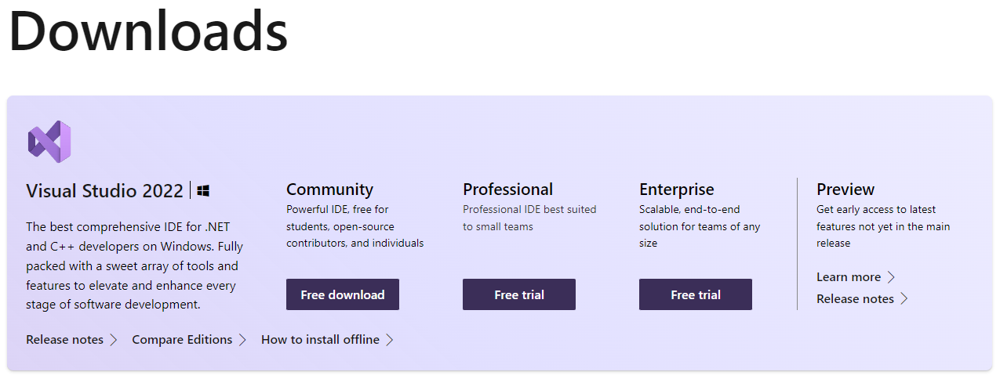 Downloads
Visual Studio 2022
The best comprehensive IDE for .NET
and C++ developers on Windows. Fully
packed with a sweet array of tools and
features to elevate and enhance every
stage of software development.
Community
Powerful IDE, free for
students, open-source
contributors, and individuals
Free download
Professional
Professional IDE best suited
to small teams
Free trial
Enterprise
Scalable, end-to-end
solution for teams of any
size
Free trial
Preview
Get early access to latest
features not yet in the main
release
Learn more
Release notes
Release notes
Compare Editions
How to install offline